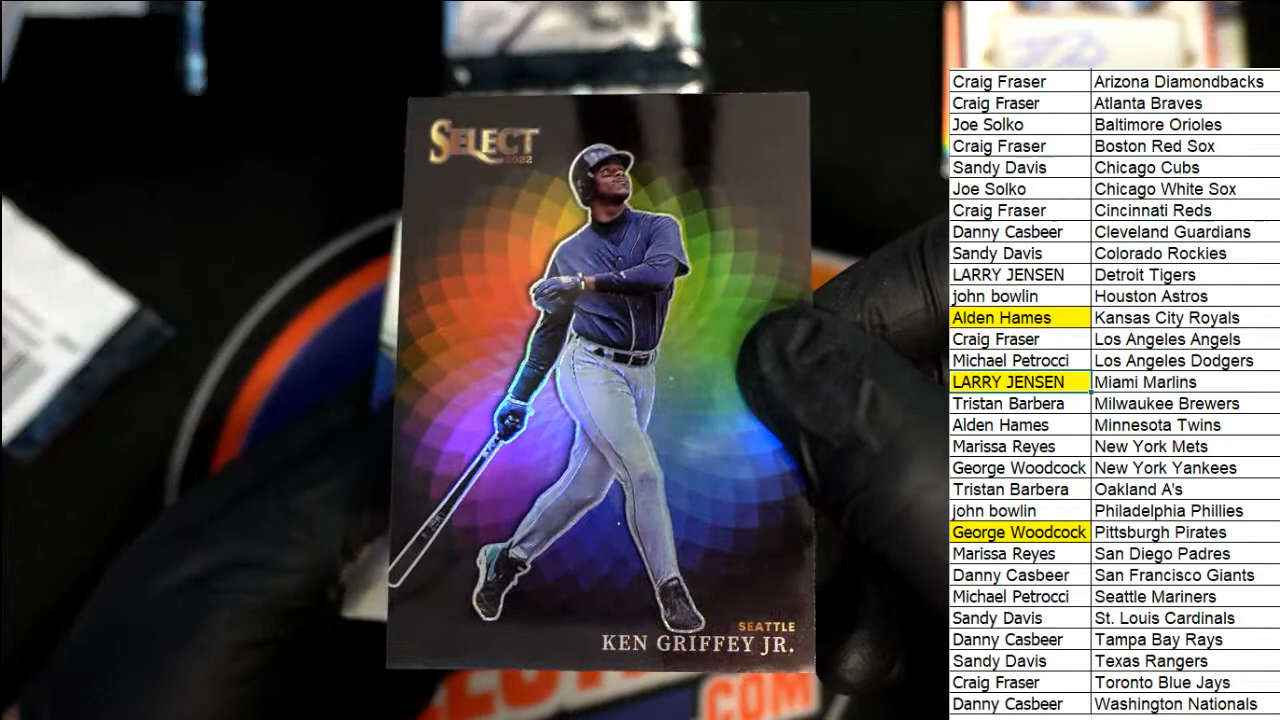 SELECT
2022
SEATTLE
KEN GRIFFEY JR.
COM
Craig Fraser Arizona Diamondbacks
Craig Fraser Atlanta Braves
Joe Solko Baltimore Orioles
Craig Fraser Boston Red Sox
Sandy Davis Chicago Cubs
Joe Solko Chicago White Sox
Craig Fraser Cincinnati Reds
Danny Casbeer Cleveland Guardians
Sandy Davis Colorado Rockies
LARRY JENSEN Detroit Tigers
john bowlin Houston Astros
Alden Hames Kansas City Royals
Craig Fraser Los Angeles Angels
Michael Petrocci Los Angeles Dodgers
LARRY JENSEN Miami Marlins
Tristan Barbera Milwaukee Brewers
Alden Hames Minnesota Twins
Marissa Reyes New York Mets
George Woodcock New York Yankees
Tristan Barbera Oakland A's
john bowlin Philadelphia Phillies
George Woodcock Pittsburgh Pirates
Marissa Reyes San Diego Padres
Danny Casbeer San Francisco Giants
Michael Petrocci Seattle Mariners
Sandy Davis St. Louis Cardinals
Danny Casbeer Tampa Bay Rays
Sandy Davis Texas Rangers
Craig Fraser Toronto Blue Jays
Danny Casbeer Washington Nationals